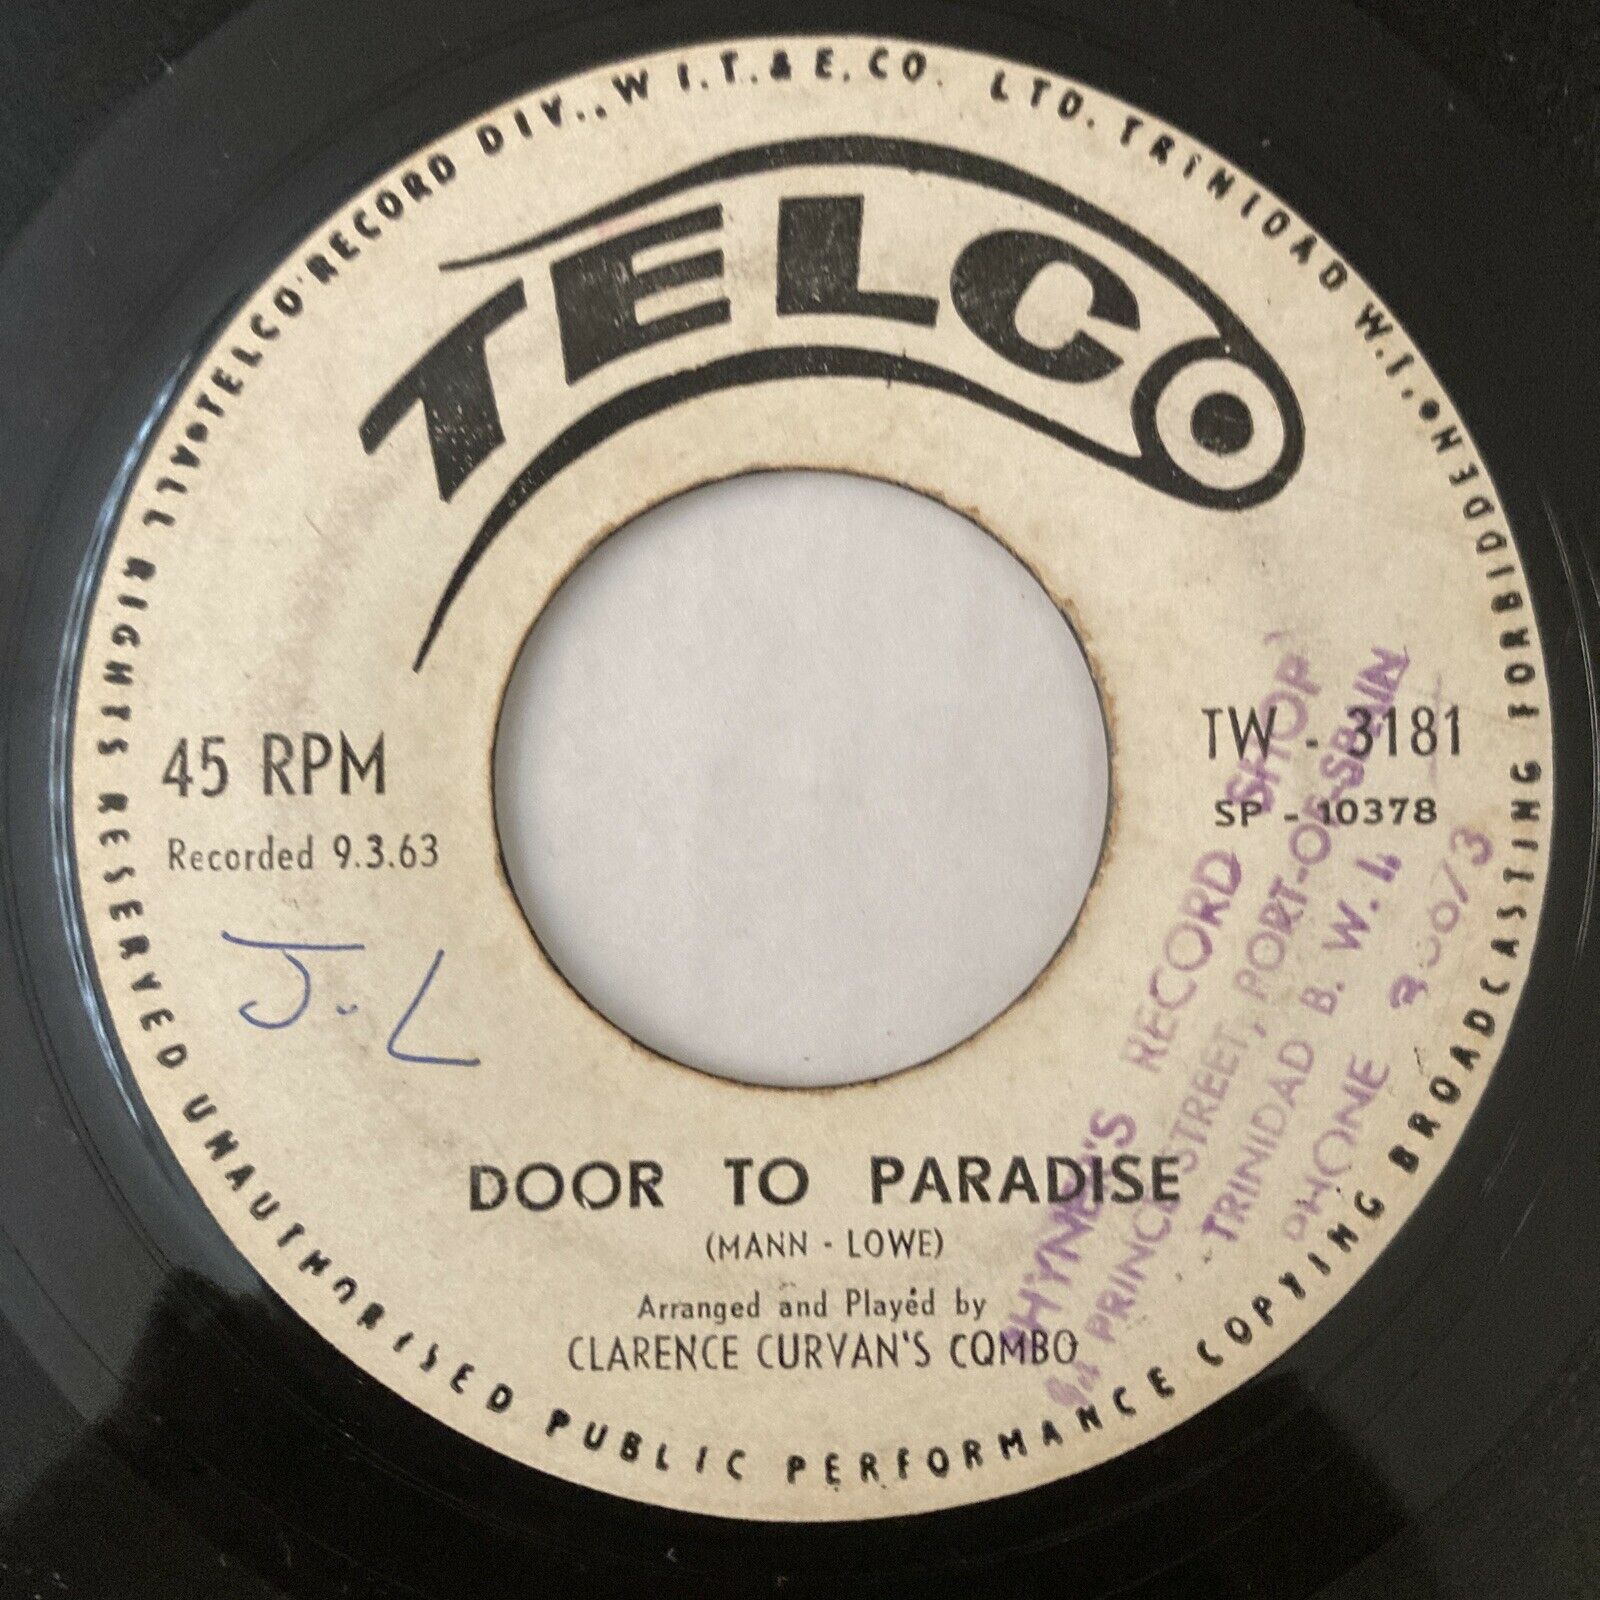 TELCO RECORD DIV.., W I.T. & E. CO. LTD. TRINIDAD W.I. • HEDDE FORBIDDING BROADCASTING COPYING PERFORMANCE PUBLIC UNAUTHORISED RESERVED RIGHTS ALL •
TELCO
45 RPM
Recorded 9.3.63
TW - 3181
SP - 10378
J. L
DOOR TO PARADISE
(MANN - LOWE)
Arranged and Played by
CLARENCE CURVAN'S COMBO
RECORD SHOP
PRINCE STREET, PORT-OF-SPAIN
TRINIDAD B. W. I.
PHONE